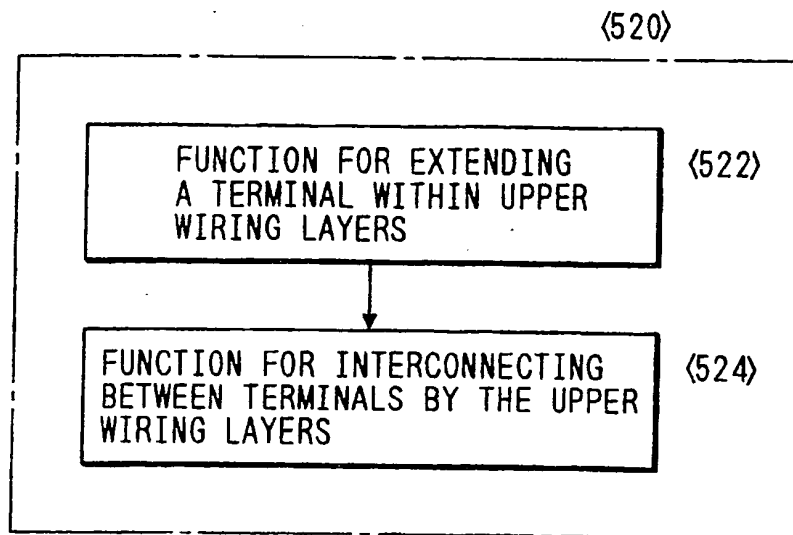 ⟨520⟩
FUNCTION FOR EXTENDING
A TERMINAL WITHIN UPPER
WIRING LAYERS
⟨522⟩
FUNCTION FOR INTERCONNECTING
BETWEEN TERMINALS BY THE UPPER
WIRING LAYERS
⟨524⟩